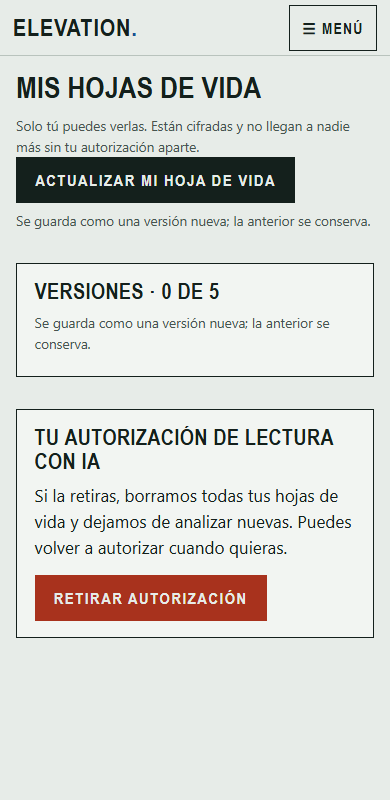 ELEVATION.
☰ MENÚ
MIS HOJAS DE VIDA
Solo tú puedes verlas. Están cifradas y no llegan a nadie
más sin tu autorización aparte.
ACTUALIZAR MI HOJA DE VIDA
Se guarda como una versión nueva; la anterior se conserva.
VERSIONES · 0 DE 5
Se guarda como una versión nueva; la anterior se
conserva.
TU AUTORIZACIÓN DE LECTURA
CON IA
Si la retiras, borramos todas tus hojas de
vida y dejamos de analizar nuevas. Puedes
volver a autorizar cuando quieras.
RETIRAR AUTORIZACIÓN